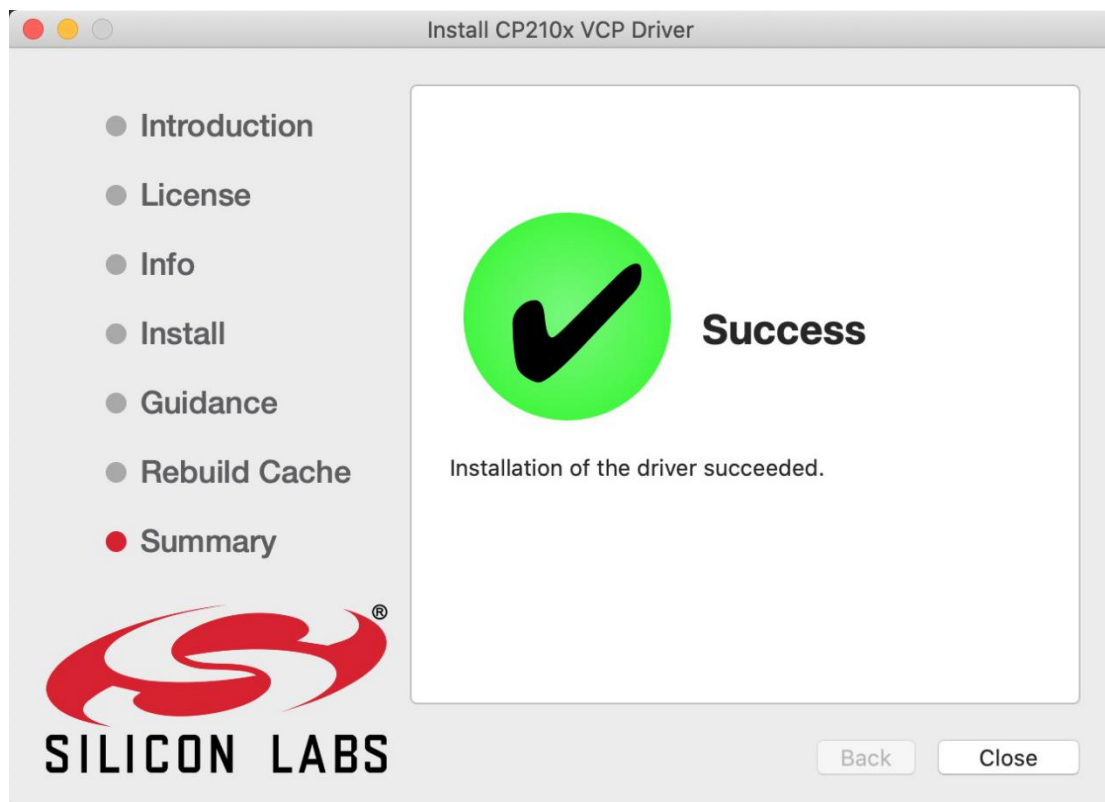 Install CP210x VCP Driver
Introduction
License
Info
Install
Guidance
Rebuild Cache
Summary
®
SILICON LABS
Success
Installation of the driver succeeded.
Back
Close